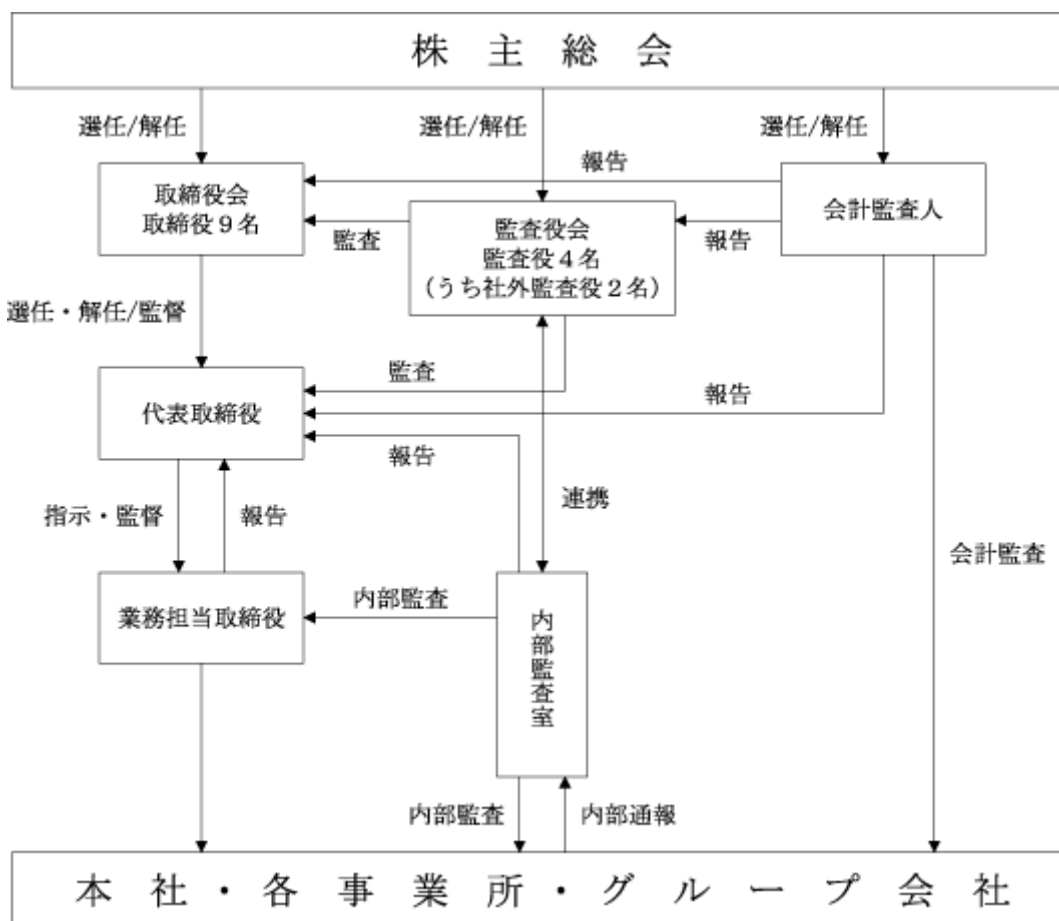 株主総会
選任/解任
選任/解任
選任/解任
報告
取締役会
取締役９名
会計監査人
監査
監査役会
監査役４名
（うち社外監査役２名）
報告
選任・解任/監督
監査
代表取締役
報告
報告
指示・監督
報告
連携
会計監査
業務担当取締役
内部監査
内部監査室
内部監査
内部通報
本社・各事業所・グループ会社